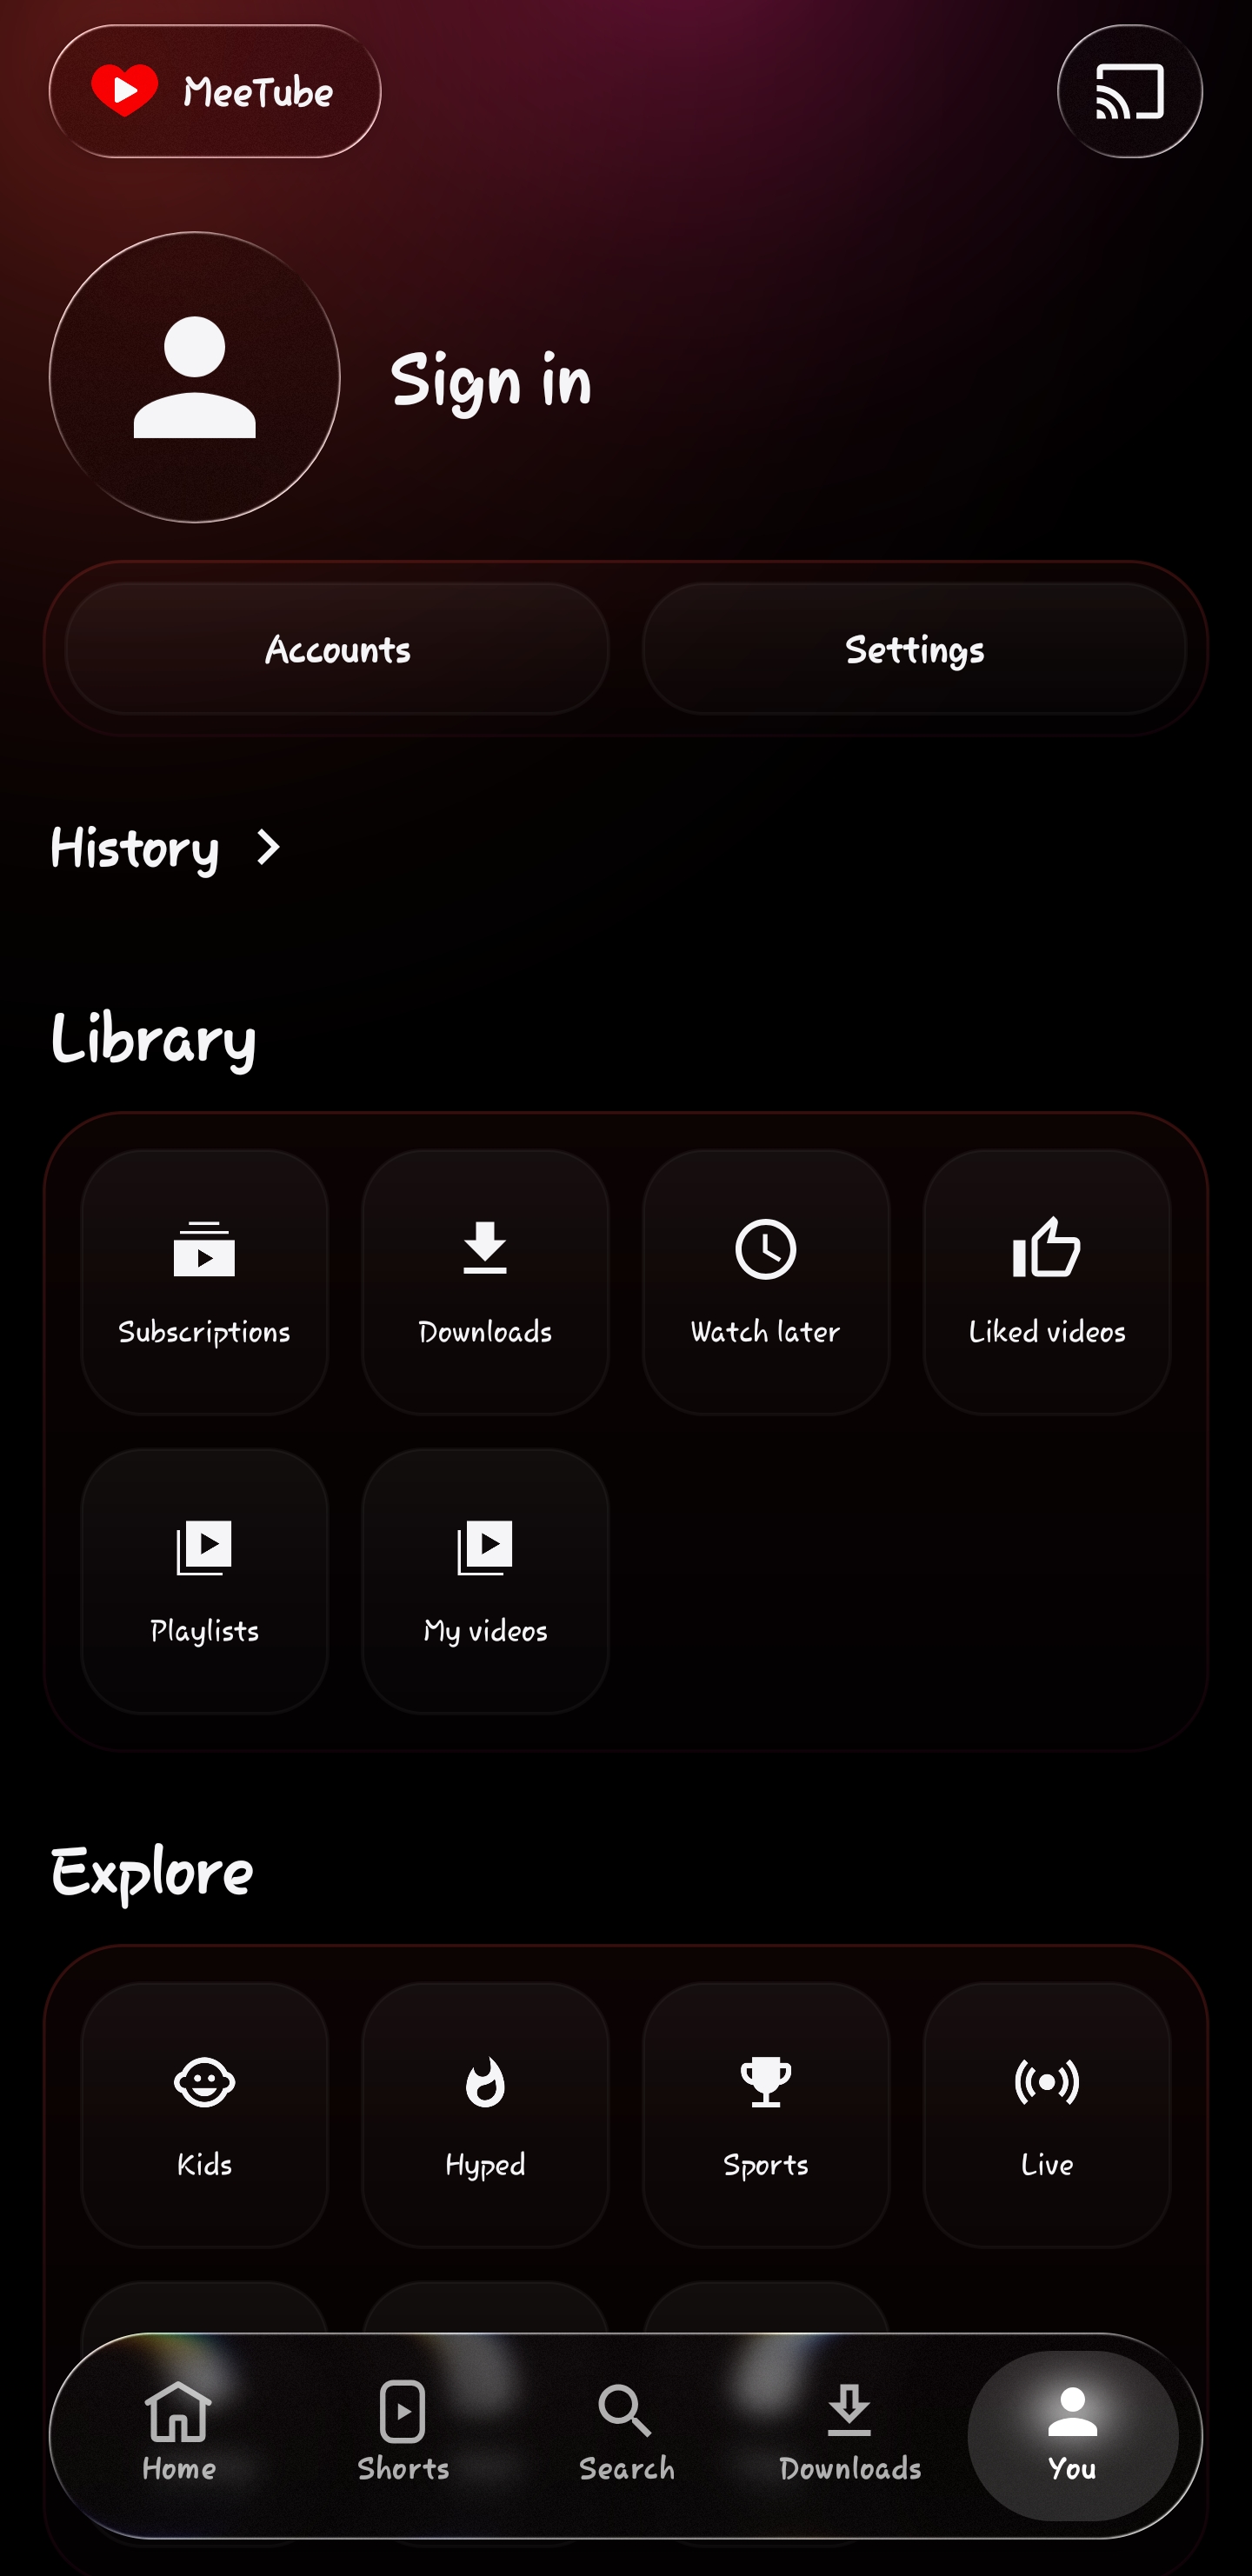 MeeTube
Sign in
Accounts Settings
History
Library
Subscriptions Downloads Watch later Liked videos
Playlists My videos
Explore
Kids Hyped Sports Live
Home Shorts Search Downloads You